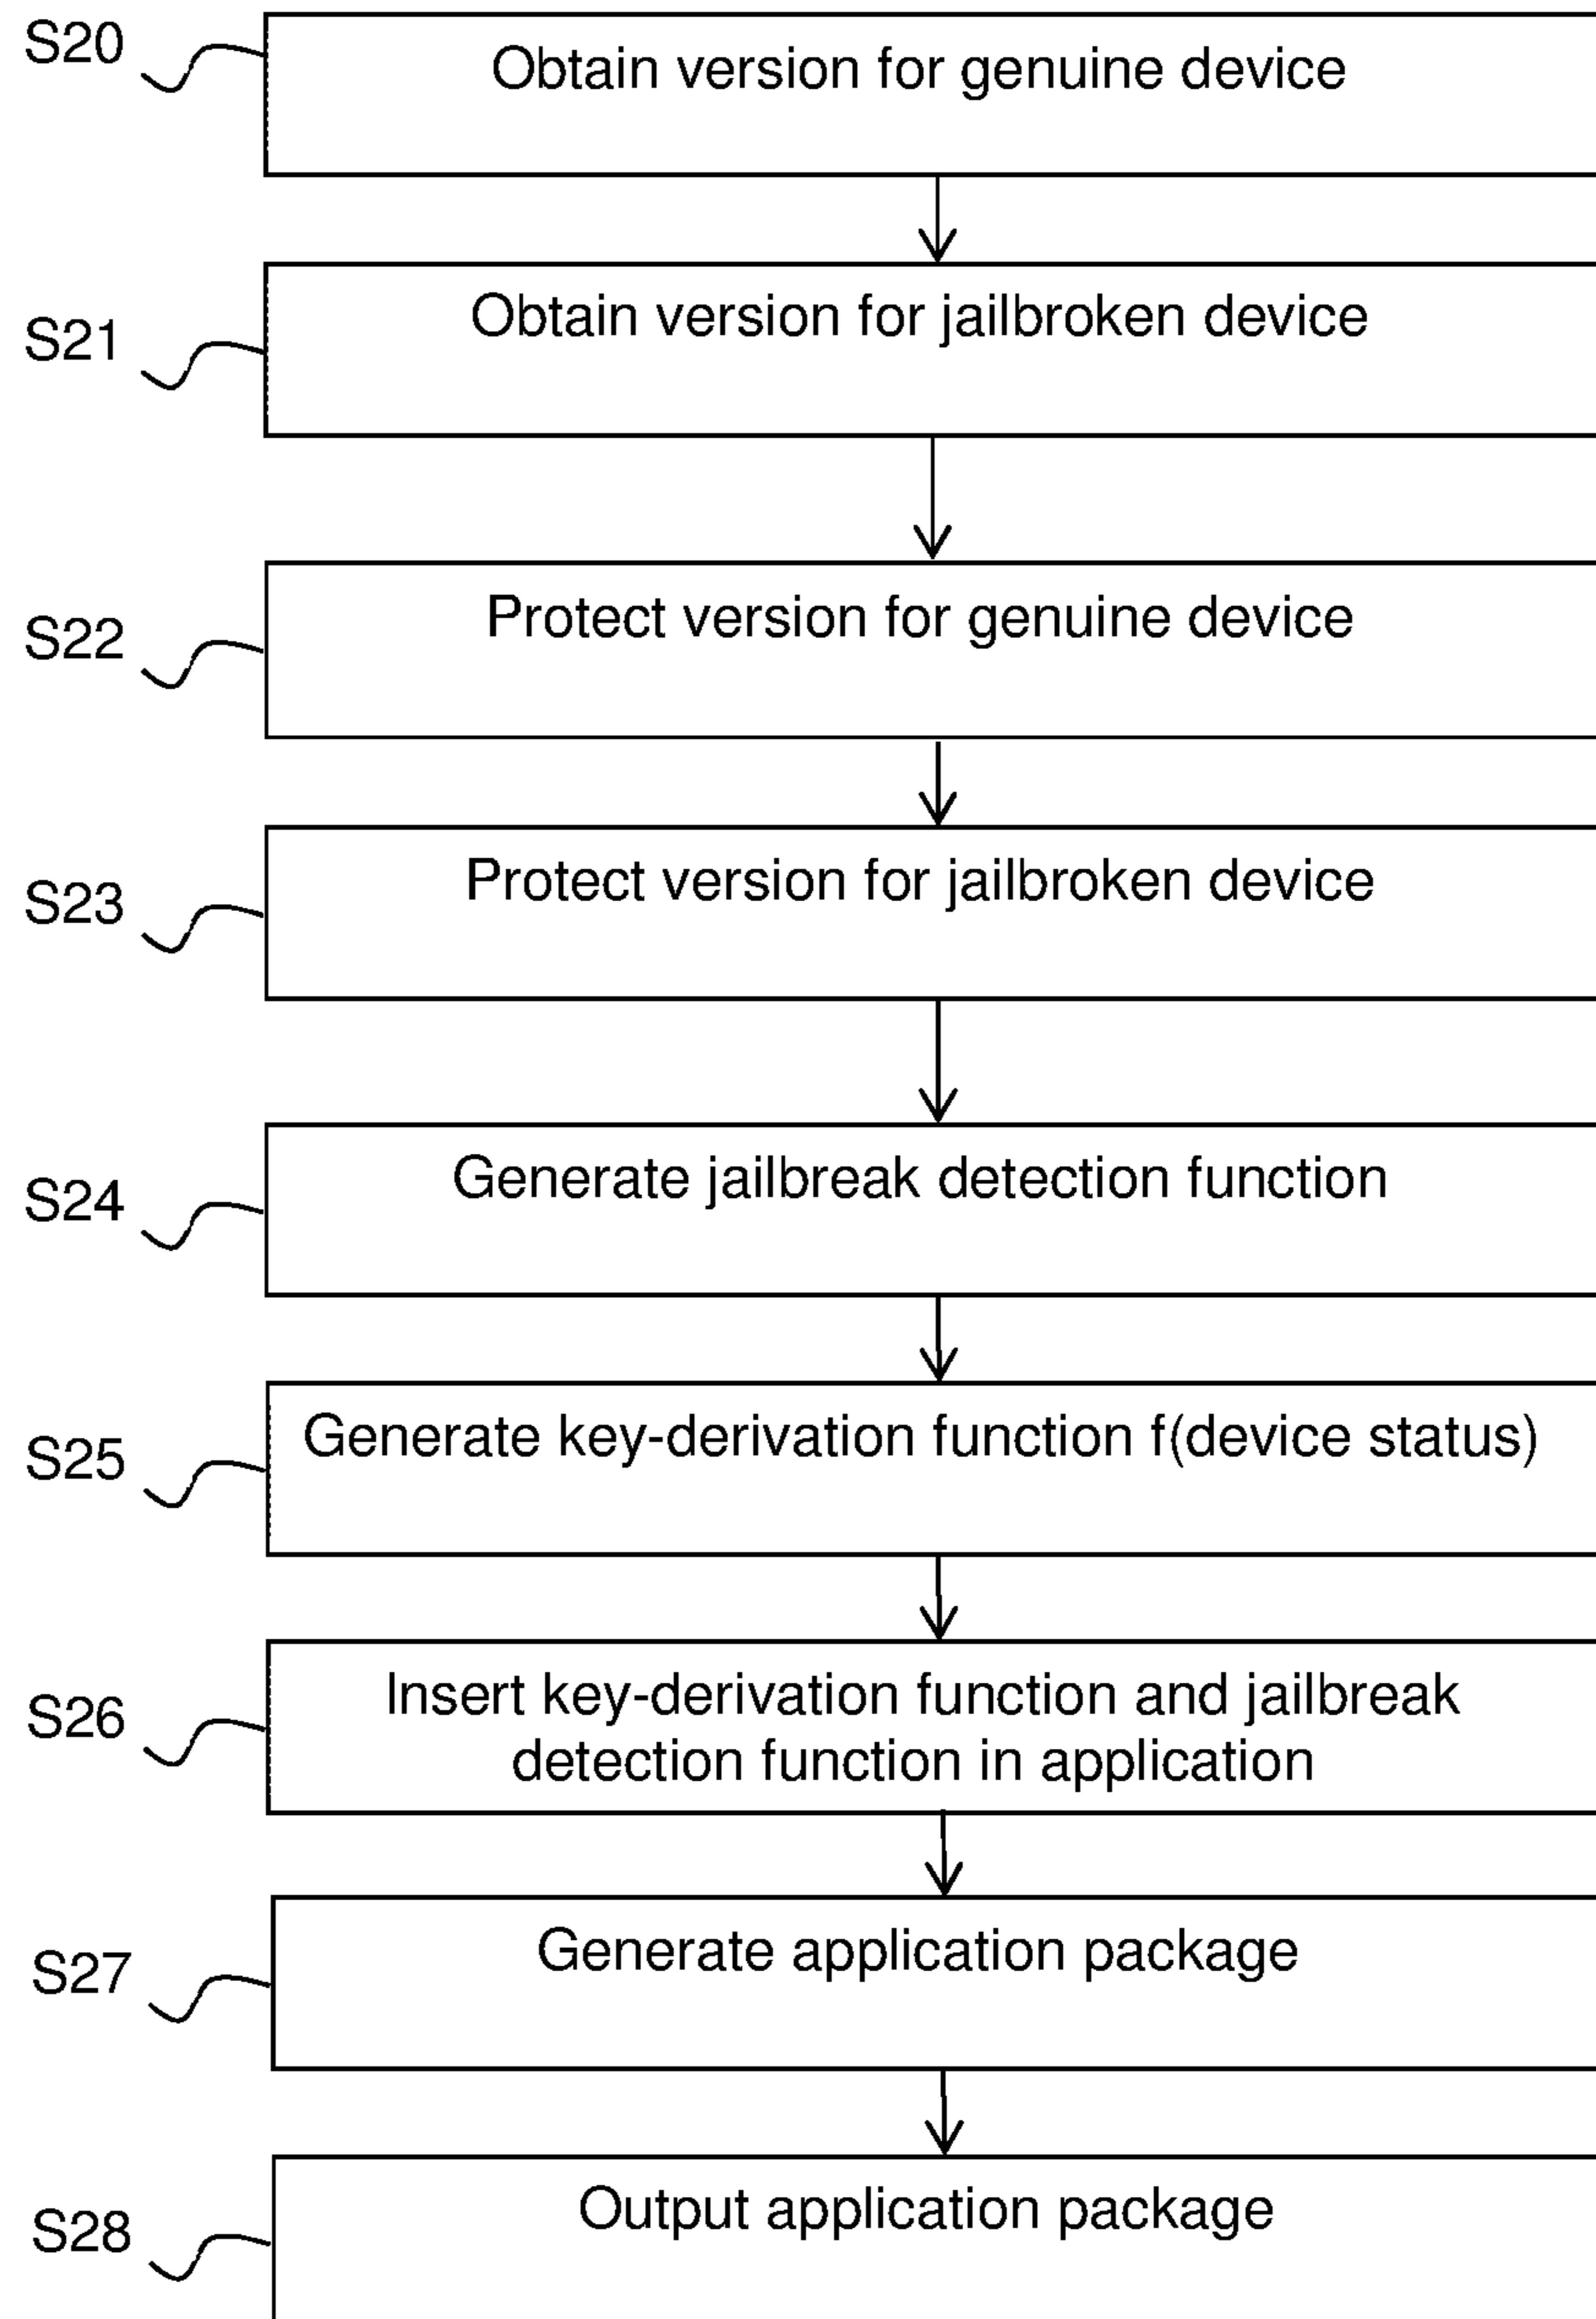 S20
Obtain version for genuine device
S21
Obtain version for jailbroken device
S22
Protect version for genuine device
S23
Protect version for jailbroken device
S24
Generate jailbreak detection function
S25
Generate key-derivation function f(device status)
S26
Insert key-derivation function and jailbreak
detection function in application
S27
Generate application package
S28
Output application package